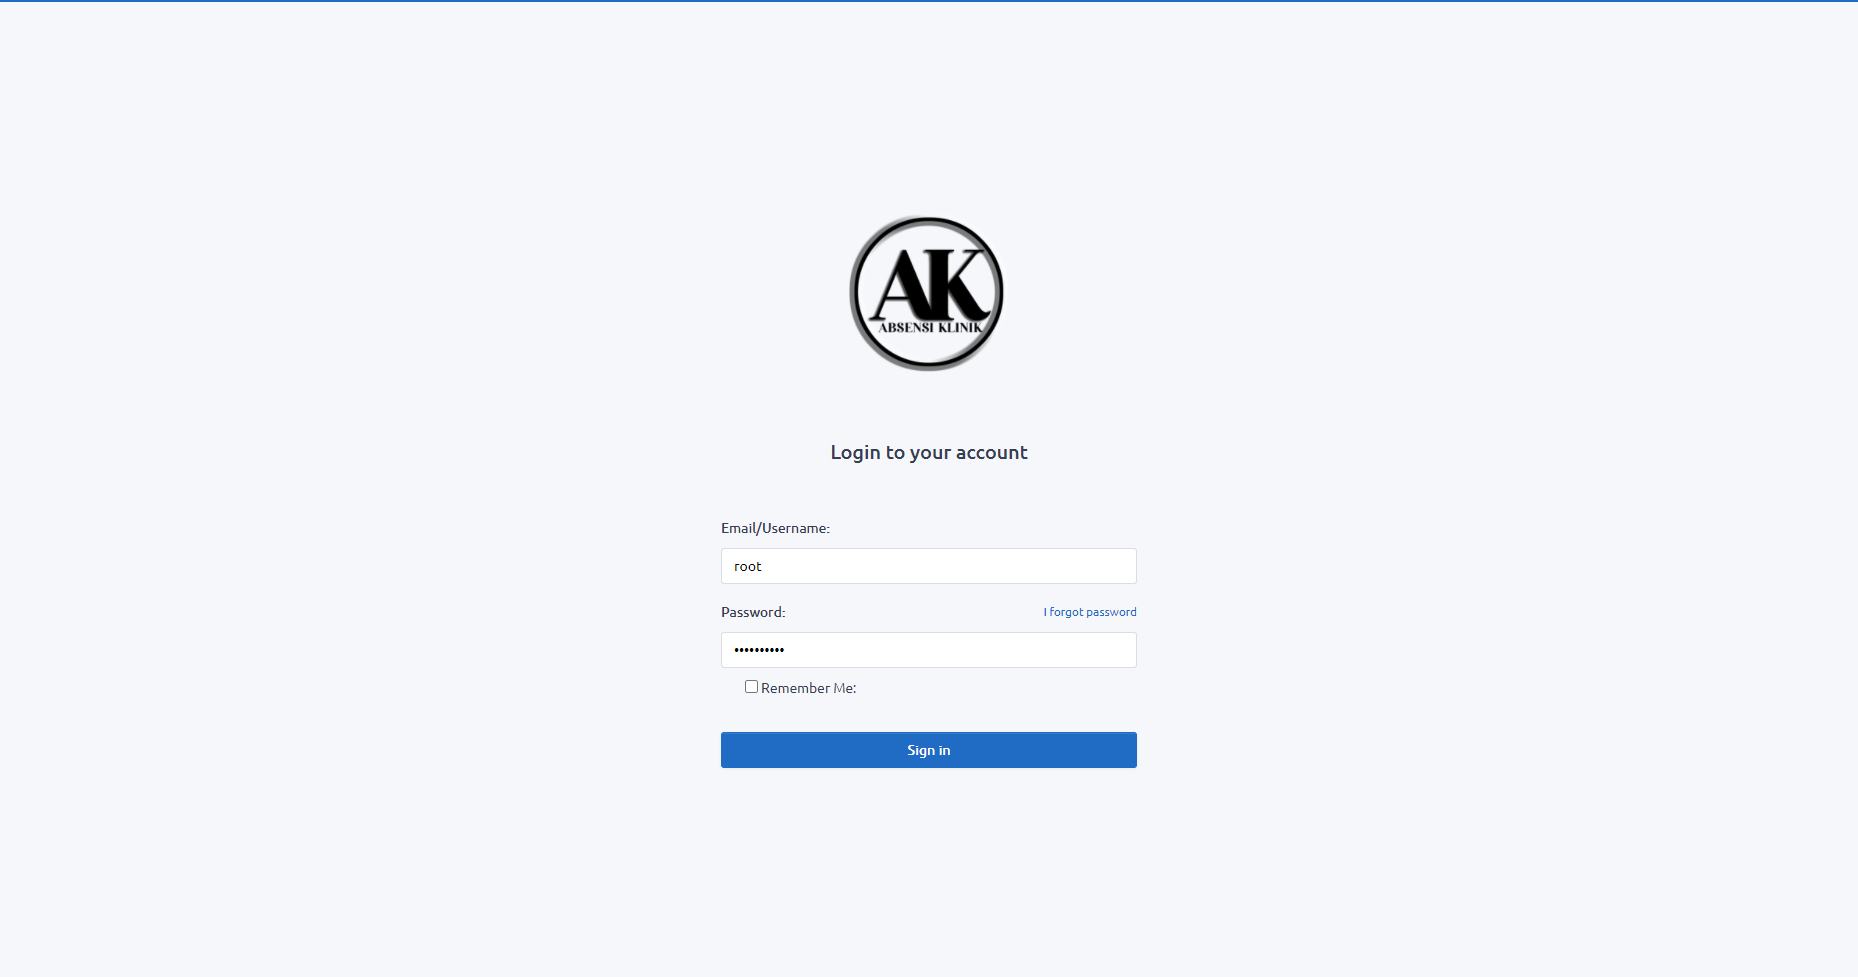 AK
ABSENSI KLINIK
Login to your account
Email/Username:
root
Password:
I forgot password
••••••••••
Remember Me:
Sign in